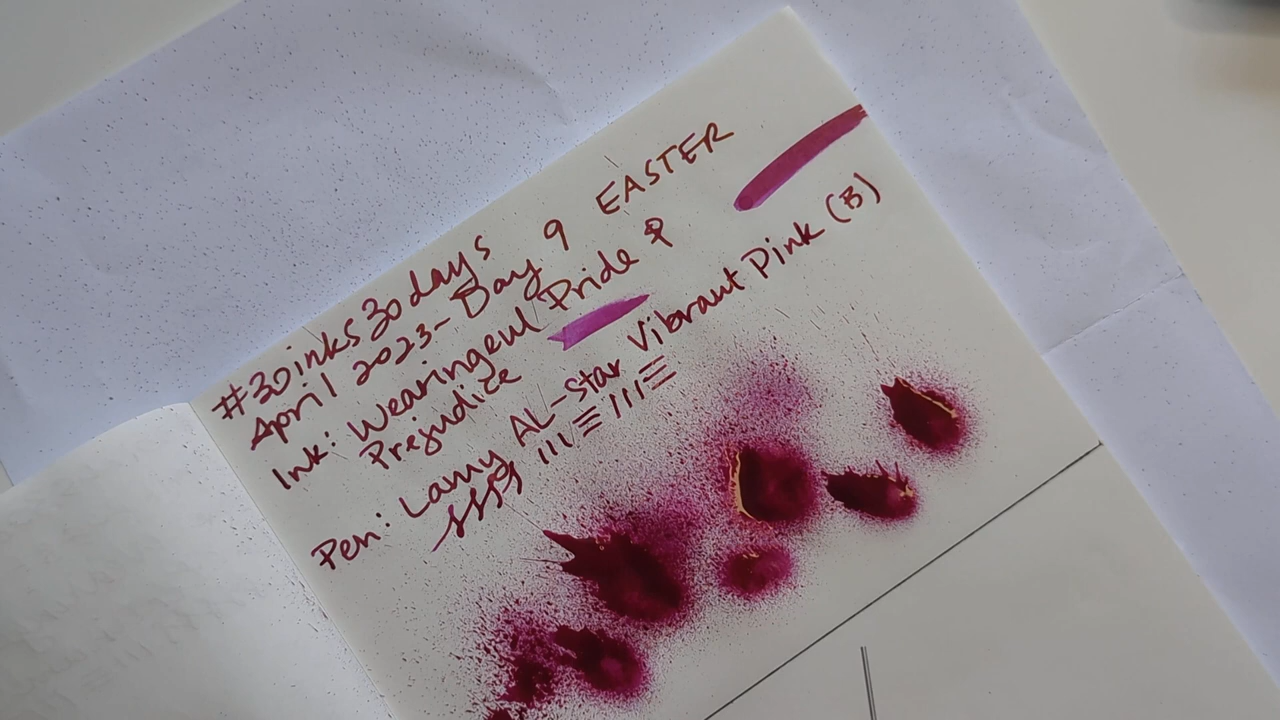 #30inks30days
April 2023 - Day 9 EASTER
Ink: Wearingeul Pride &
Prejudice
Pen: Lamy AL-Star Vibrant Pink (B)